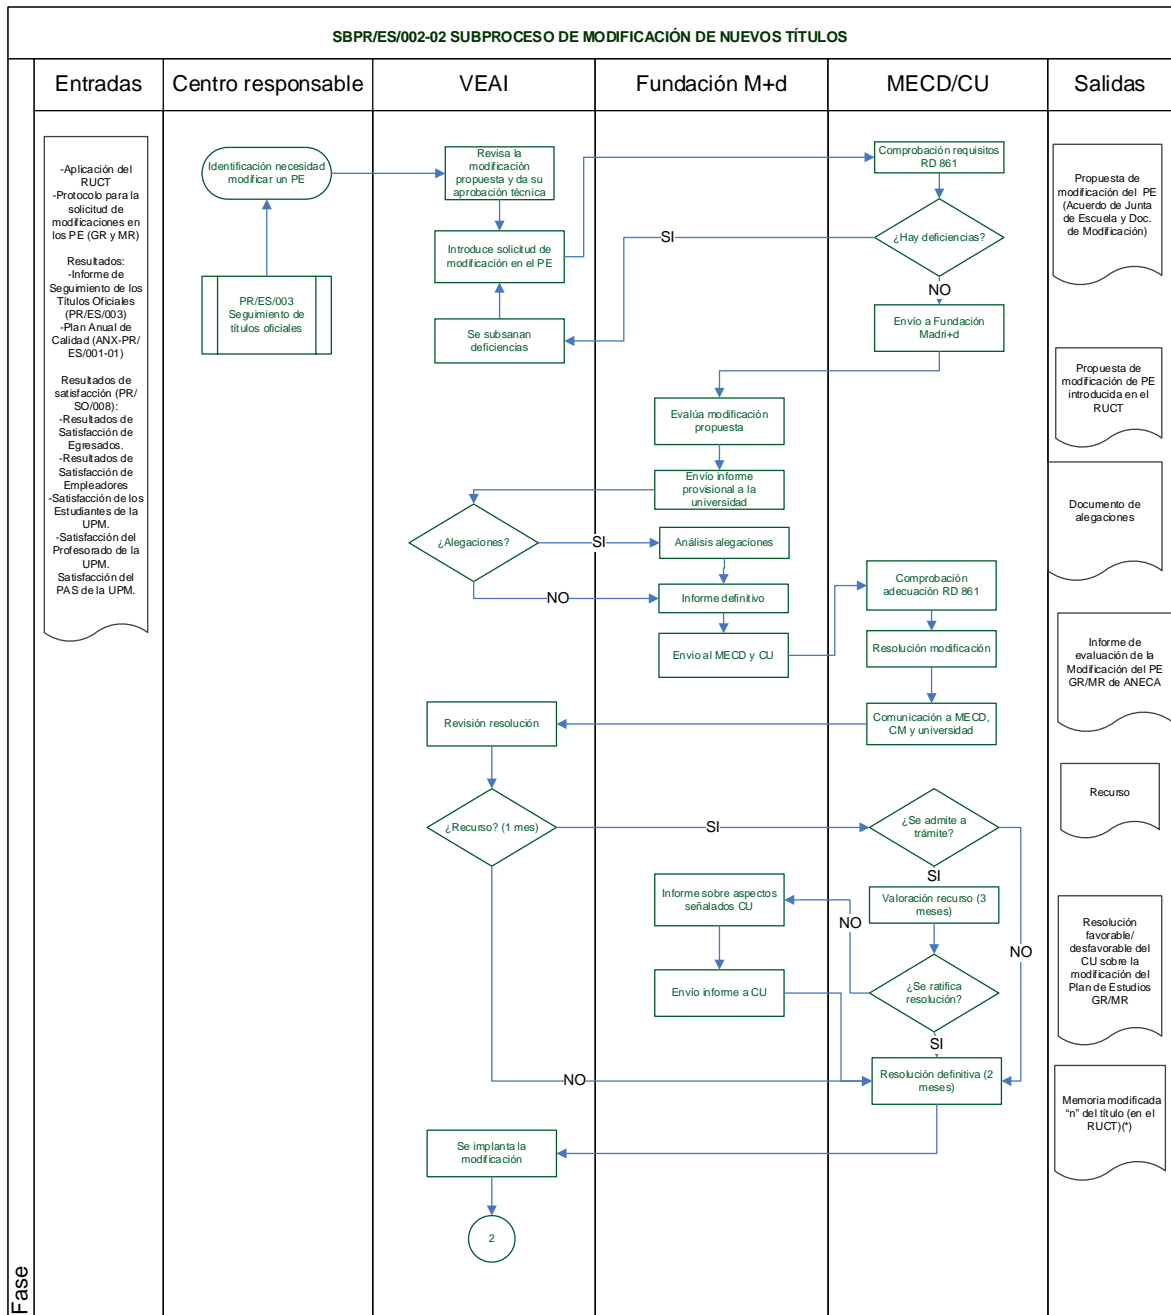 SBPR/ES/002-02 SUBPROCESO DE MODIFICACIÓN DE NUEVOS TÍTULOS
Fase
Entradas
Centro responsable
VEAI
Fundación M+d
MECD/CU
Salidas
-Aplicación del
RUCT
-Protocolo para la
solicitud de
modificaciones en
los PE (GR y MR)
Resultados:
-Informe de
Seguimiento de los
Títulos Oficiales
(PR/ES/003)
-Plan Anual de
Calidad (ANX-PR/
ES/001-01)
Resultados de
satisfacción (PR/
SO/008):
-Resultados de
Satisfacción de
Egresados.
-Resultados de
Satisfacción de
Empleadores
-Satisfacción de los
Estudiantes de la
UPM.
-Satisfacción del
Profesorado de la
UPM.
Satisfacción del
PAS de la UPM.
Identificación necesidad
modificar un PE
PR/ES/003
Seguimiento de
títulos oficiales
Revisa la
modificación
propuesta y da su
aprobación técnica
Introduce solicitud de
modificación en el PE
Se subsanan
deficiencias
Comprobación requisitos
RD 861
¿Hay deficiencias?
SI
NO
Envío a Fundación
Madri+d
Evalúa modificación
propuesta
Envío informe
provisional a la
universidad
¿Alegaciones?
SI
NO
Análisis alegaciones
Informe definitivo
Envío al MECD y CU
Comprobación
adecuación RD 861
Resolución modificación
Comunicación a MECD,
CM y universidad
Revisión resolución
¿Recurso? (1 mes)
SI
NO
¿Se admite a
trámite?
SI
NO
Valoración recurso (3
meses)
¿Se ratifica
resolución?
NO
SI
Informe sobre aspectos
señalados CU
Envío informe a CU
Resolución definitiva (2
meses)
Se implanta la
modificación
2
Propuesta de
modificación del PE
(Acuerdo de Junta
de Escuela y Doc.
de Modificación)
Propuesta de
modificación de PE
introducida en el
RUCT
Documento de
alegaciones
Informe de
evaluación de la
Modificación del PE
GR/MR de ANECA
Recurso
Resolución
favorable/
desfavorable del
CU sobre la
modificación del
Plan de Estudios
GR/MR
Memoria modificada
“n” del título (en el
RUCT)(*)